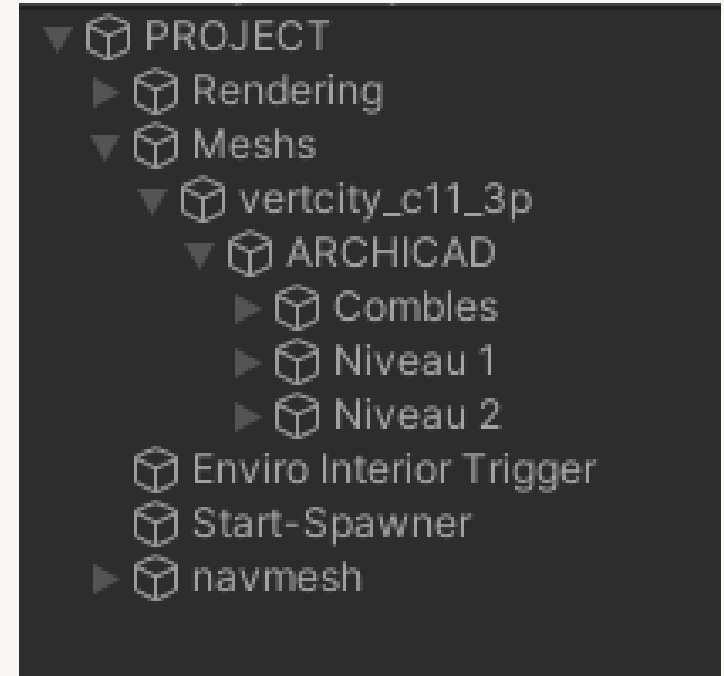 PROJECT
Rendering
Meshs
vertcity_c11_3p
ARCHICAD
Combles
Niveau 1
Niveau 2
Enviro Interior Trigger
Start-Spawner
navmesh